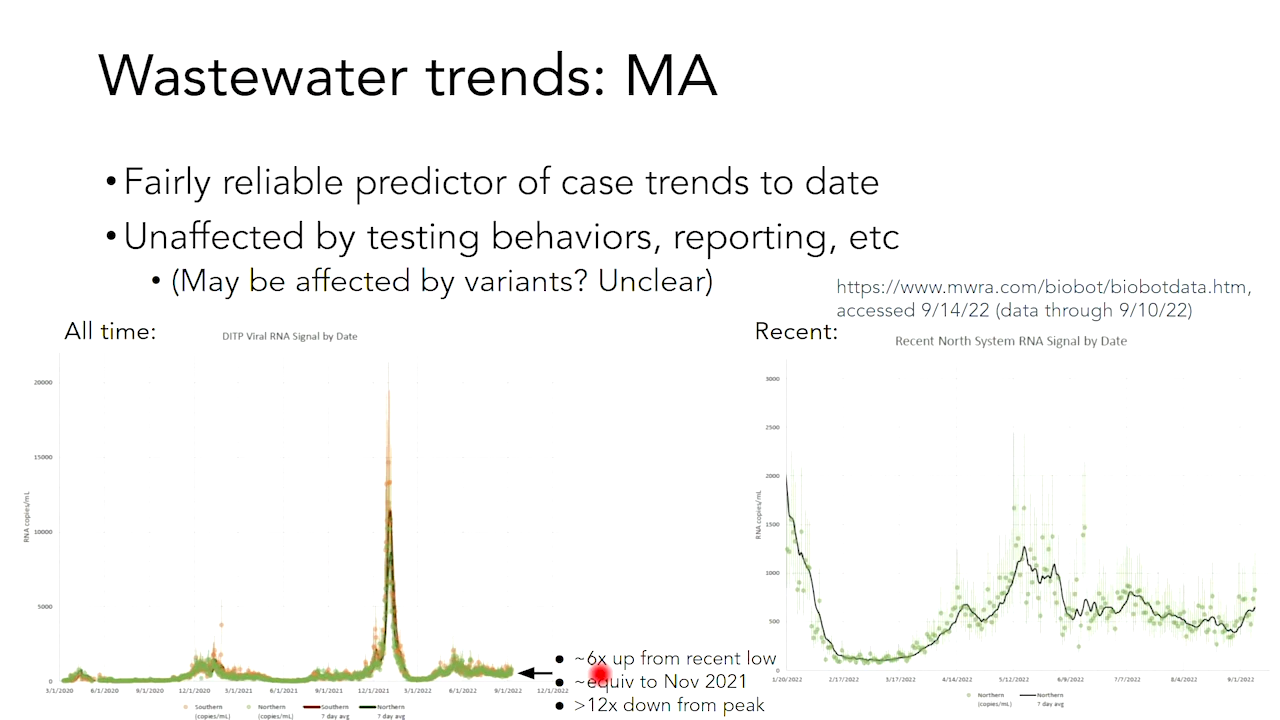 Wastewater trends: MA
• Fairly reliable predictor of case trends to date
• Unaffected by testing behaviors, reporting, etc
• (May be affected by variants? Unclear)
https://www.mwra.com/biobot/biobotdata.htm,
accessed 9/14/22 (data through 9/10/22)
All time:
DITP Viral RNA Signal by Date
RNA copies/mL
20000
15000
10000
5000
0
3/1/2020 6/1/2020 9/1/2020 12/1/2020 3/1/2021 6/1/2021 9/1/2021 12/1/2021 3/1/2022 6/1/2022 9/1/2022 12/1/2022
Southern (copies/mL)
Northern (copies/mL)
Southern 7 day avg
Northern 7 day avg
• ~6x up from recent low
• ~equiv to Nov 2021
• >12x down from peak
Recent:
Recent North System RNA Signal by Date
RNA copies/mL
3000
2500
2000
1500
1000
500
0
1/20/2022 2/17/2022 3/17/2022 4/14/2022 5/12/2022 6/9/2022 7/7/2022 8/4/2022 9/1/2022
Northern (copies/mL)
Northern 7 day avg